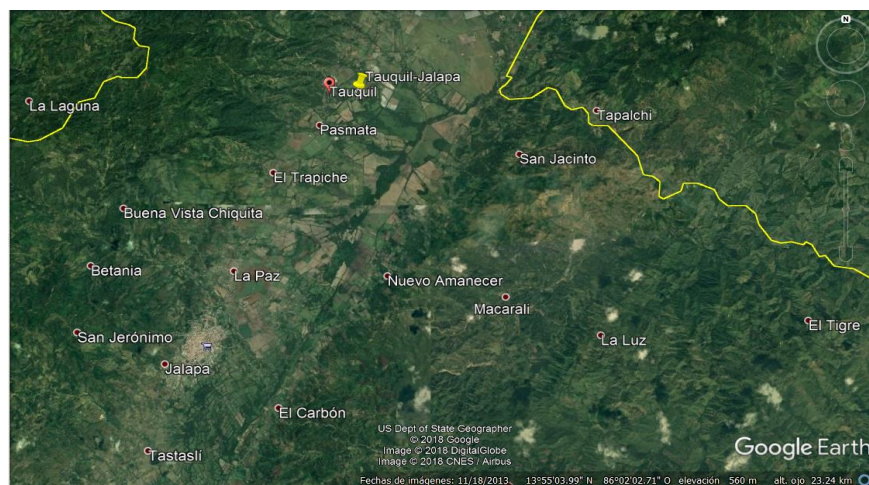 N
Tauquil-Jalapa
Tauquil
La Laguna
Tapalchi
Pasmata
San Jacinto
El Trapiche
Buena Vista Chiquita
Betania
La Paz
Nuevo Amanecer
Macarali
San Jerónimo
La Luz
El Tigre
Jalapa
El Carbón
Tastaslí
US Dept of State Geographer
© 2018 Google
Image © 2018 DigitalGlobe
Image © 2018 CNES / Airbus
Google Earth
Fechas de imágenes: 11/18/2013 13°55'03.99" N 86°02'02.71" O elevación 560 m alt. ojo 23.24 km